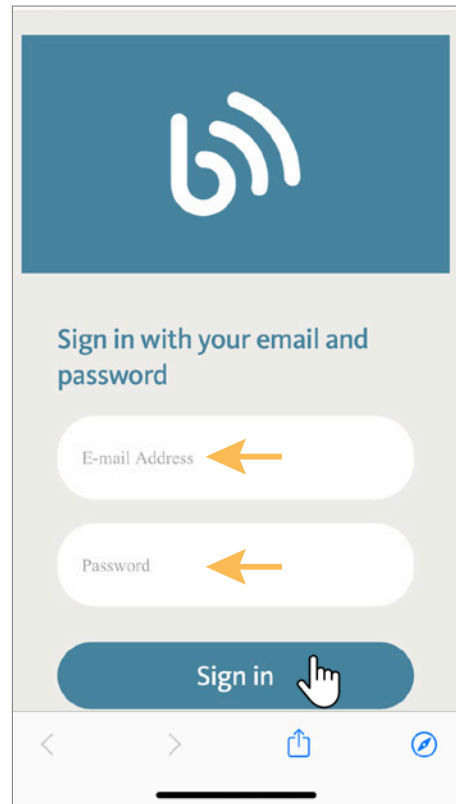 Sign in with your email and
password
E-mail Address
Password
Sign in